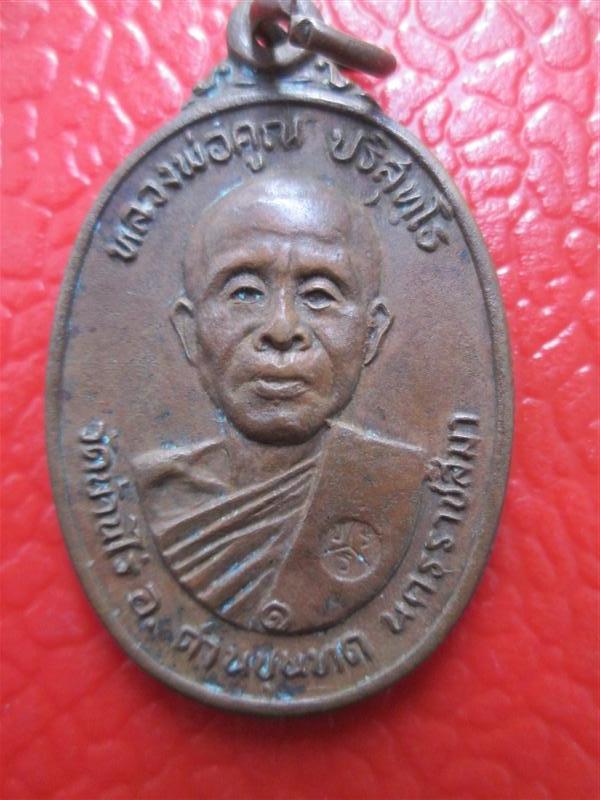 หลวงพ่อคูณ ปริสุทฺโธ
วัดบ้านไร่ อ. ด่านขุนทด นครราชสีมา
๑